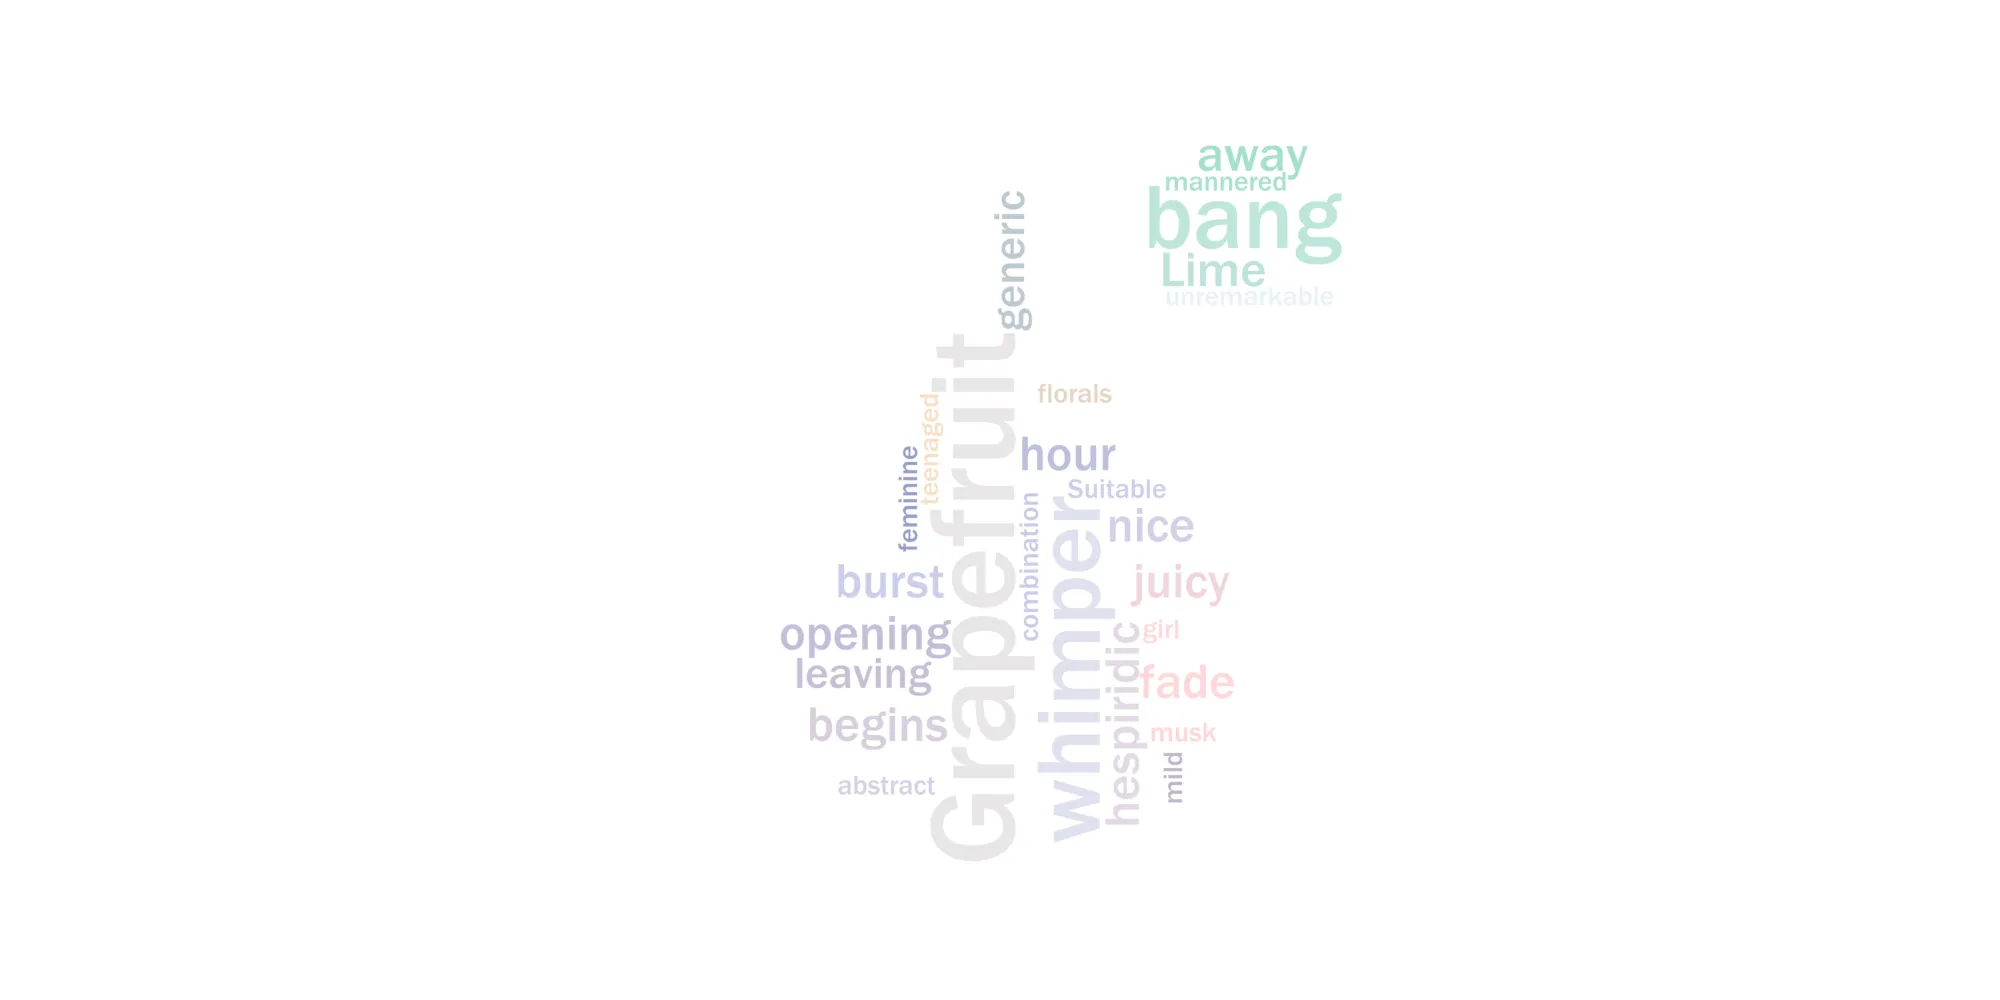 away
mannered
bang
Lime
unremarkable
generic
Grapefruit
florals
teenaged
feminine
hour
Suitable
combination
whimper
nice
burst
juicy
opening
girl
hespiridic
leaving
fade
begins
musk
mild
abstract